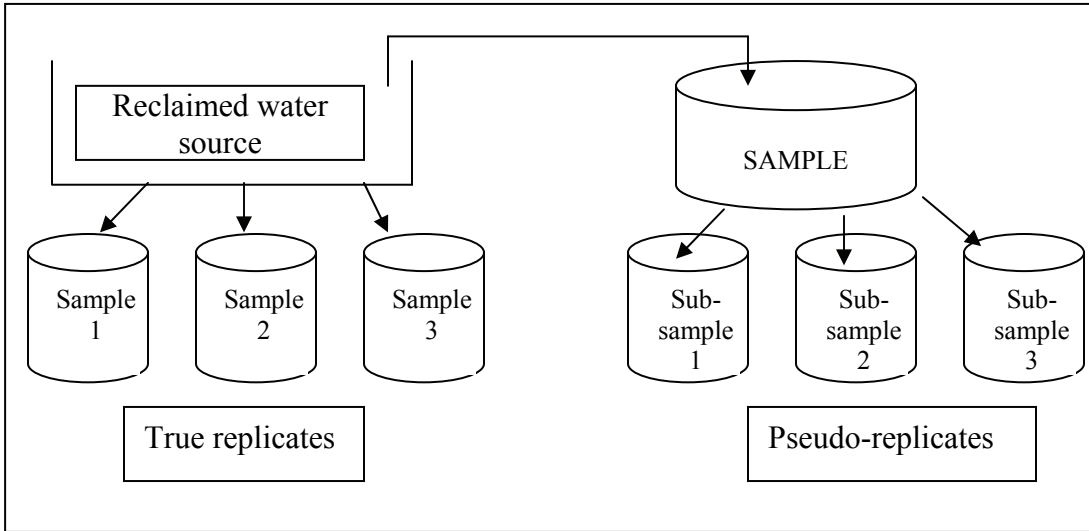 Reclaimed water
source
SAMPLE
Sample
1
Sample
2
Sample
3
Sub-
sample
1
Sub-
sample
2
Sub-
sample
3
True replicates
Pseudo-replicates